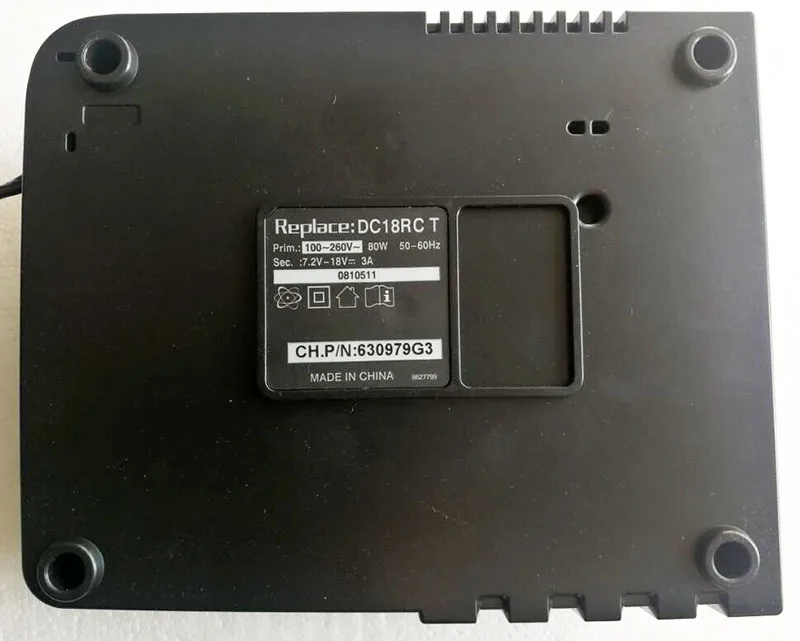 Replace: DC18RC T
Prim.: 100~260V~ 80W 50-60Hz
Sec. :7.2V-18V⎓ 3A
0810511
CH.P/N:630979G3
MADE IN CHINA 8627799